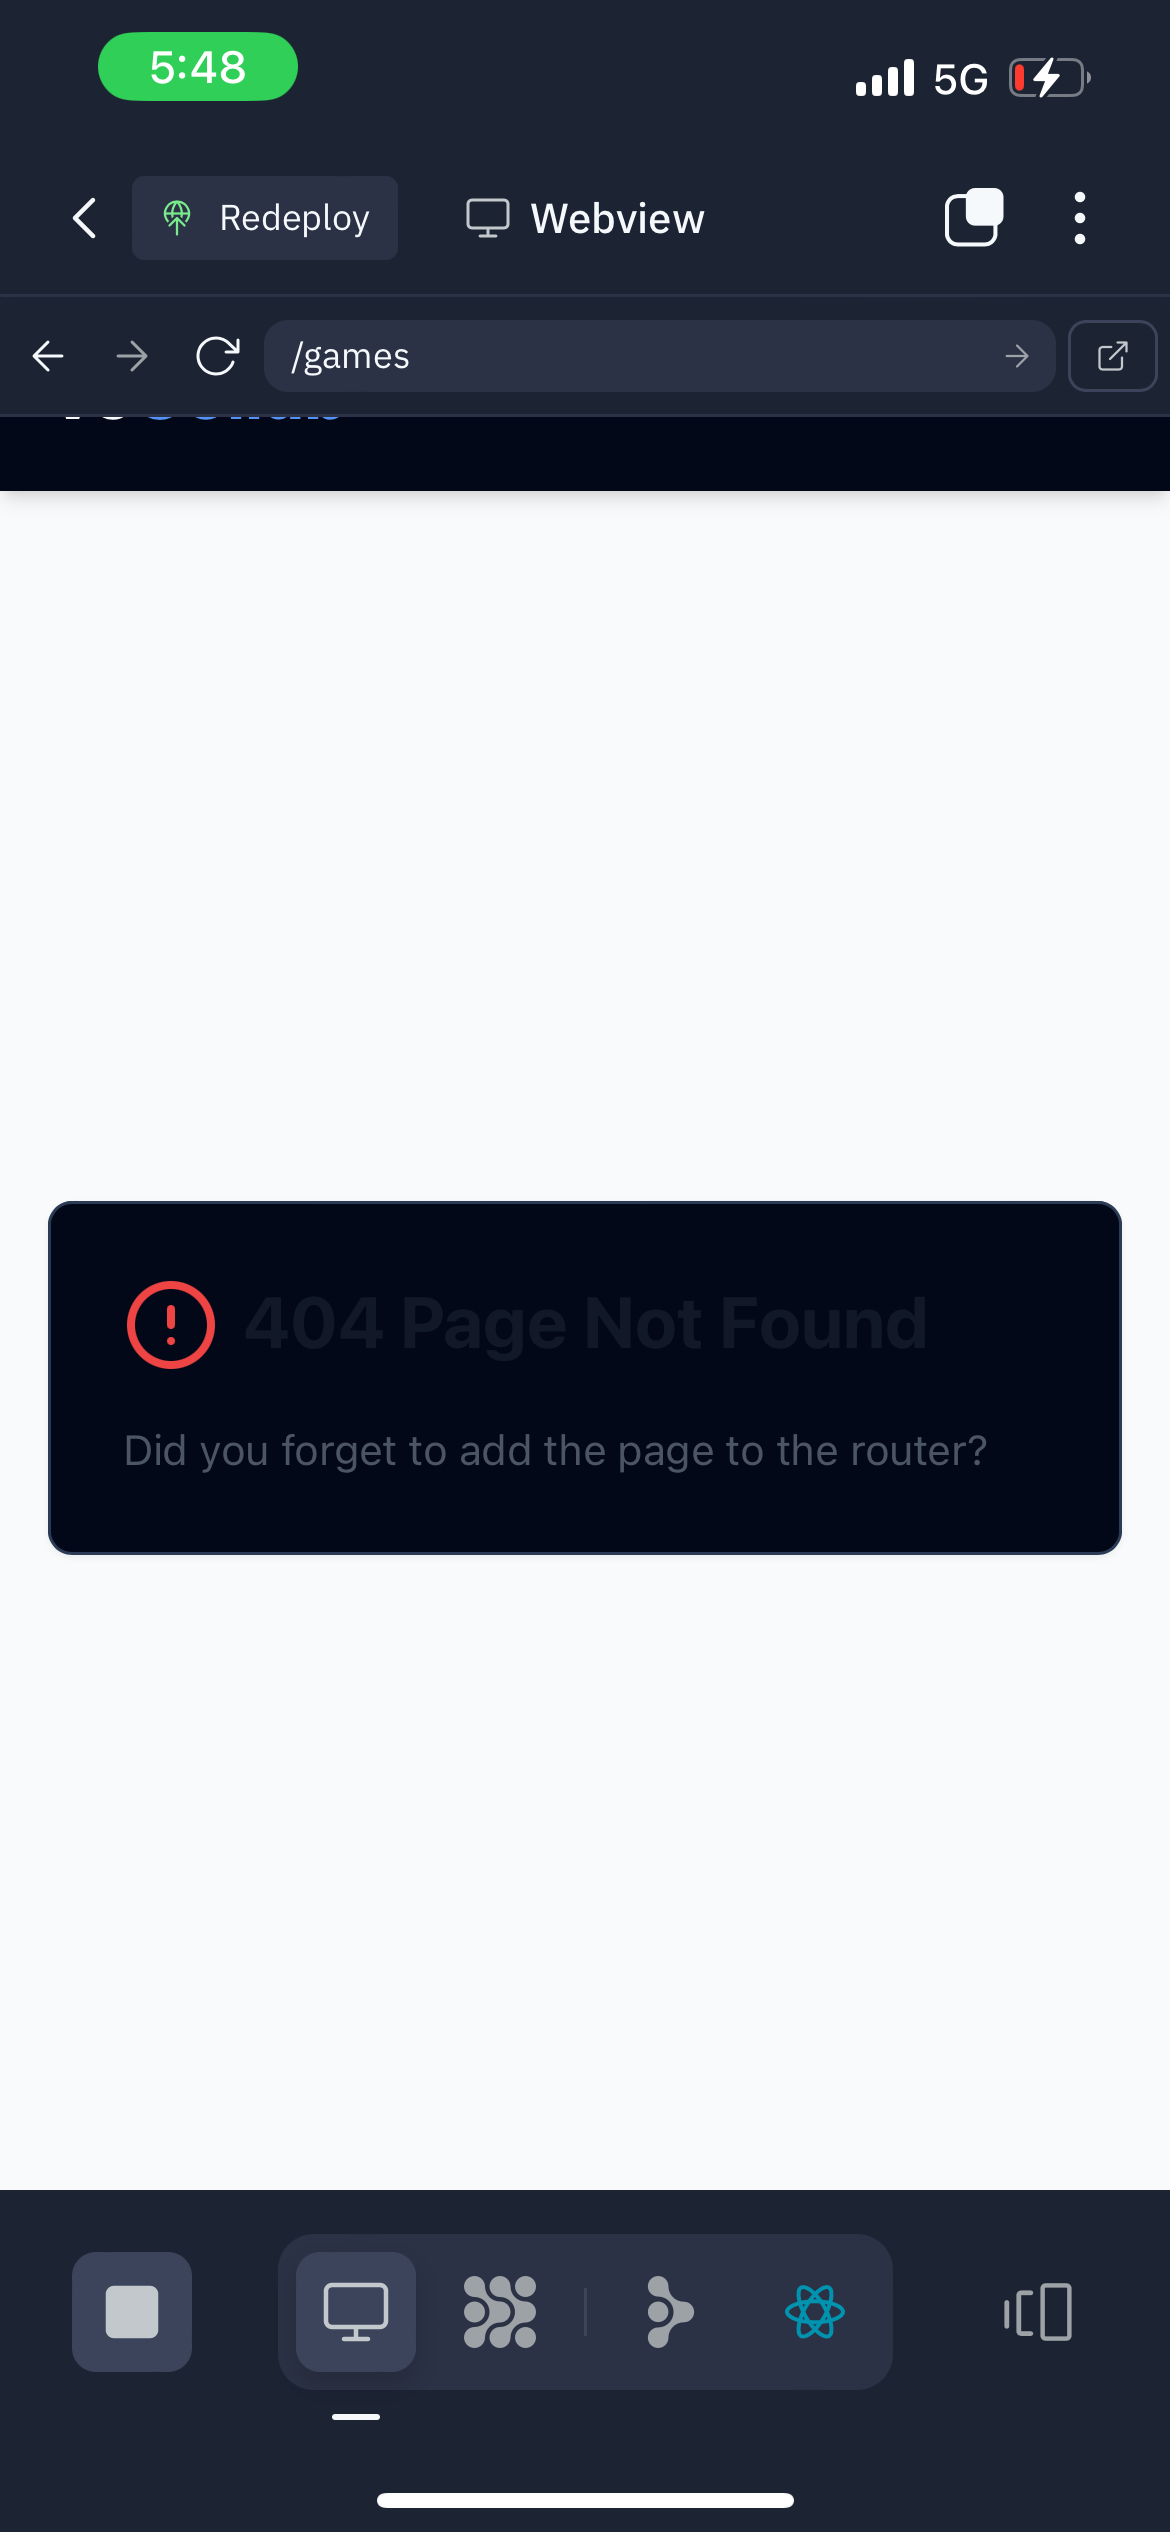 5:48
5G
Redeploy
Webview
/games
404 Page Not Found
Did you forget to add the page to the router?